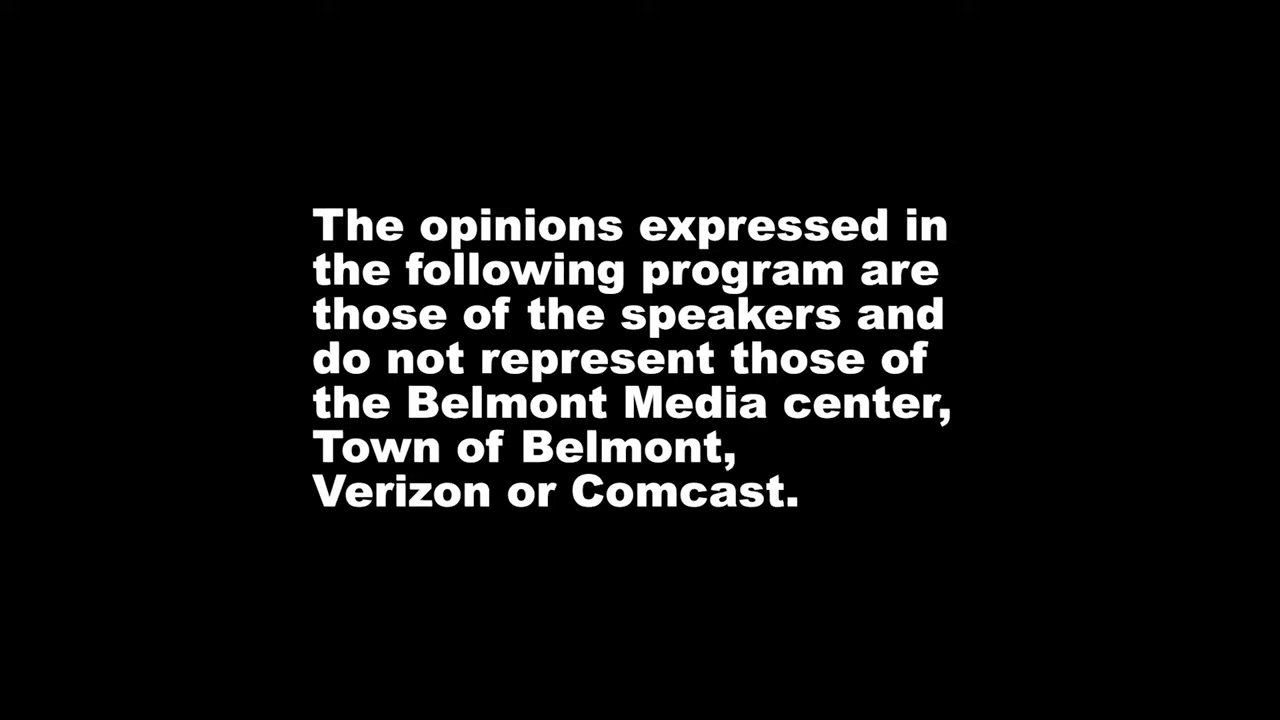 The opinions expressed in
the following program are
those of the speakers and
do not represent those of
the Belmont Media center,
Town of Belmont,
Verizon or Comcast.